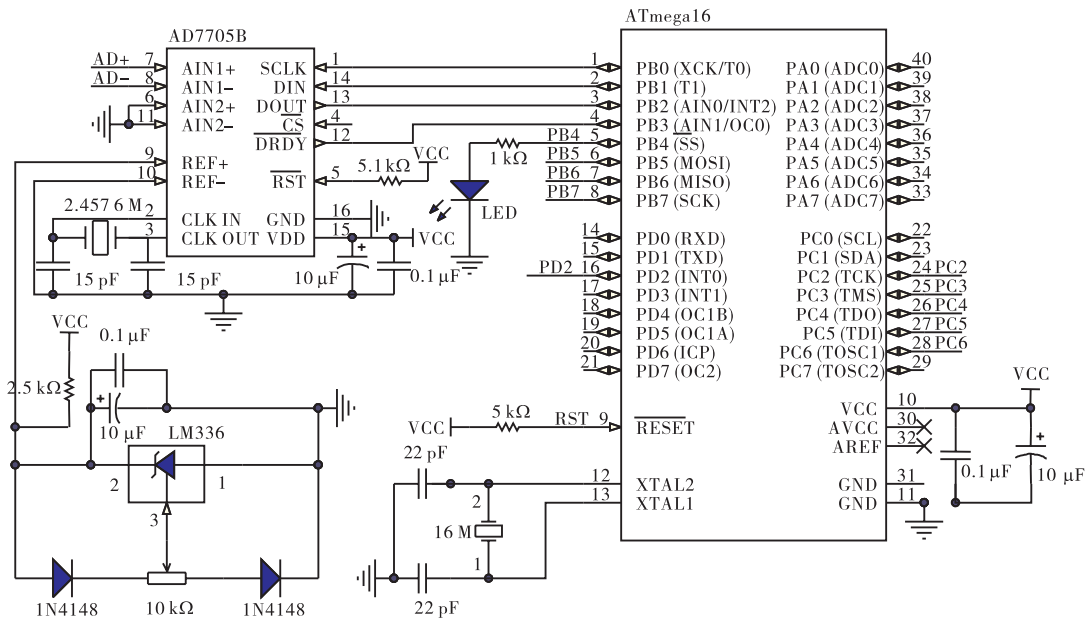 AD7705B
AD+ 7 AIN1+ SCLK 1
AD- 8 AIN1- DIN 14
6 AIN2+ DOUT 13
11 AIN2- CS 4
DRDY 12
9 REF+
10 REF- RST 5 5.1 kΩ VCC
2.457 6 M
2 CLK IN GND 16
3 CLK OUT VDD 15 VCC
15 pF 15 pF 10 μF + 0.1 μF
PB4 1 kΩ
PB5
PB6
PB7
LED
PD2
ATmega16
1 PB0 (XCK/T0) PA0 (ADC0) 40
2 PB1 (T1) PA1 (ADC1) 39
3 PB2 (AIN0/INT2) PA2 (ADC2) 38
4 PB3 (AIN1/OC0) PA3 (ADC3) 37
5 PB4 (SS) PA4 (ADC4) 36
6 PB5 (MOSI) PA5 (ADC5) 35
7 PB6 (MISO) PA6 (ADC6) 34
8 PB7 (SCK) PA7 (ADC7) 33
14 PD0 (RXD) PC0 (SCL) 22
15 PD1 (TXD) PC1 (SDA) 23
16 PD2 (INT0) PC2 (TCK) 24 PC2
17 PD3 (INT1) PC3 (TMS) 25 PC3
18 PD4 (OC1B) PC4 (TDO) 26 PC4
19 PD5 (OC1A) PC5 (TDI) 27 PC5
20 PD6 (ICP) PC6 (TOSC1) 28 PC6
21 PD7 (OC2) PC7 (TOSC2) 29
VCC
VCC 10
AVCC 30
AREF 32
0.1 μF + 10 μF
VCC 5 kΩ RST 9 RESET
12 XTAL2 GND 31
13 XTAL1 GND 11
22 pF
2
16 M
1
22 pF
VCC
0.1 μF
2.5 kΩ
+
10 μF
LM336
2 1
3
1N4148 10 kΩ 1N4148